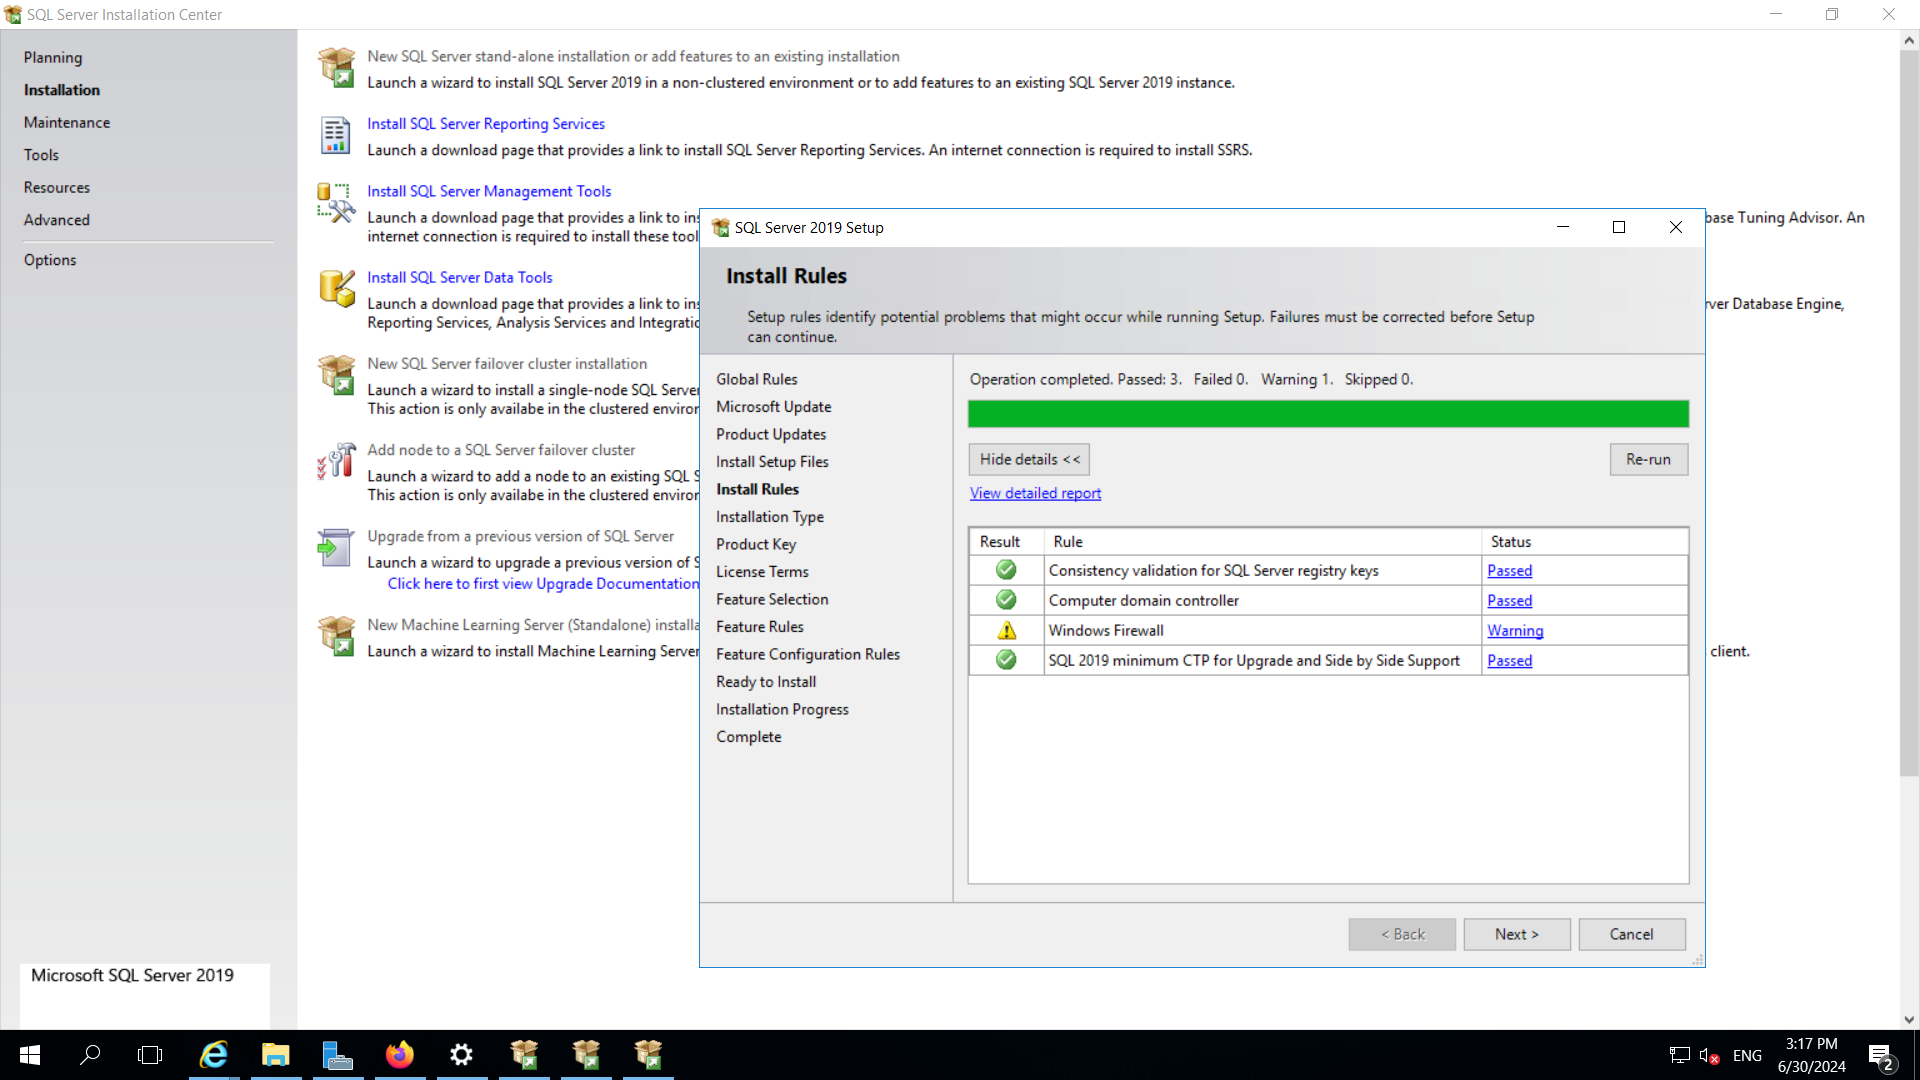 SQL Server Installation Center
Planning
Installation
Maintenance
Tools
Resources
Advanced
Options
Microsoft SQL Server 2019
New SQL Server stand-alone installation or add features to an existing installation
Launch a wizard to install SQL Server 2019 in a non-clustered environment or to add features to an existing SQL Server 2019 instance.
Install SQL Server Reporting Services
Launch a download page that provides a link to install SQL Server Reporting Services. An internet connection is required to install SSRS.
Install SQL Server Management Tools
Launch a download page that provides a link to ins
base Tuning Advisor. An
internet connection is required to install these tool
Install SQL Server Data Tools
Launch a download page that provides a link to ins
rver Database Engine,
Reporting Services, Analysis Services and Integratio
New SQL Server failover cluster installation
Launch a wizard to install a single-node SQL Server
This action is only availabe in the clustered environ
Add node to a SQL Server failover cluster
Launch a wizard to add a node to an existing SQL S
This action is only availabe in the clustered environ
Upgrade from a previous version of SQL Server
Launch a wizard to upgrade a previous version of S
Click here to first view Upgrade Documentation
New Machine Learning Server (Standalone) installa
Launch a wizard to install Machine Learning Server
client.
SQL Server 2019 Setup
Install Rules
Setup rules identify potential problems that might occur while running Setup. Failures must be corrected before Setup
can continue.
Global Rules
Microsoft Update
Product Updates
Install Setup Files
Install Rules
Installation Type
Product Key
License Terms
Feature Selection
Feature Rules
Feature Configuration Rules
Ready to Install
Installation Progress
Complete
Operation completed. Passed: 3. Failed 0. Warning 1. Skipped 0.
Hide details <<
Re-run
View detailed report
Result Rule Status
Consistency validation for SQL Server registry keys Passed
Computer domain controller Passed
Windows Firewall Warning
SQL 2019 minimum CTP for Upgrade and Side by Side Support Passed
< Back
Next >
Cancel
ENG
3:17 PM
6/30/2024
2